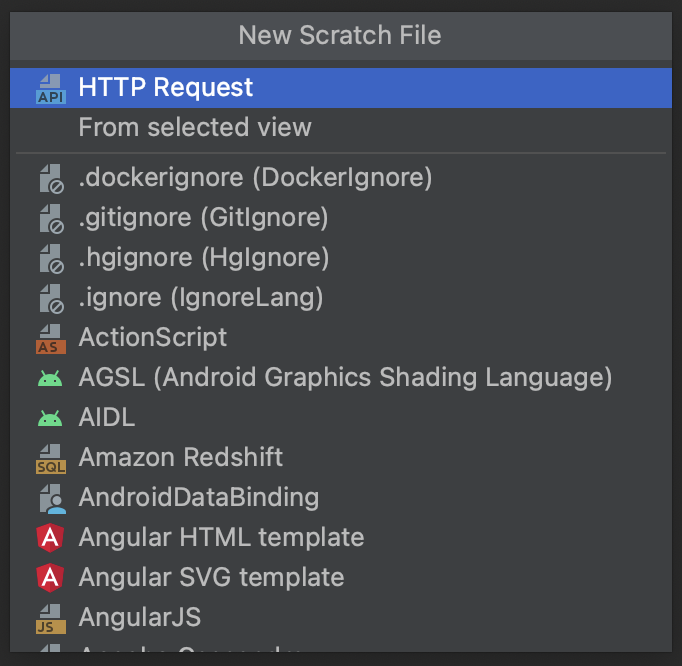 New Scratch File
API HTTP Request
From selected view
.dockerignore (DockerIgnore)
.gitignore (GitIgnore)
.hgignore (HgIgnore)
.ignore (IgnoreLang)
AS ActionScript
AGSL (Android Graphics Shading Language)
AIDL
SQL Amazon Redshift
AndroidDataBinding
A Angular HTML template
A Angular SVG template
JS AngularJS